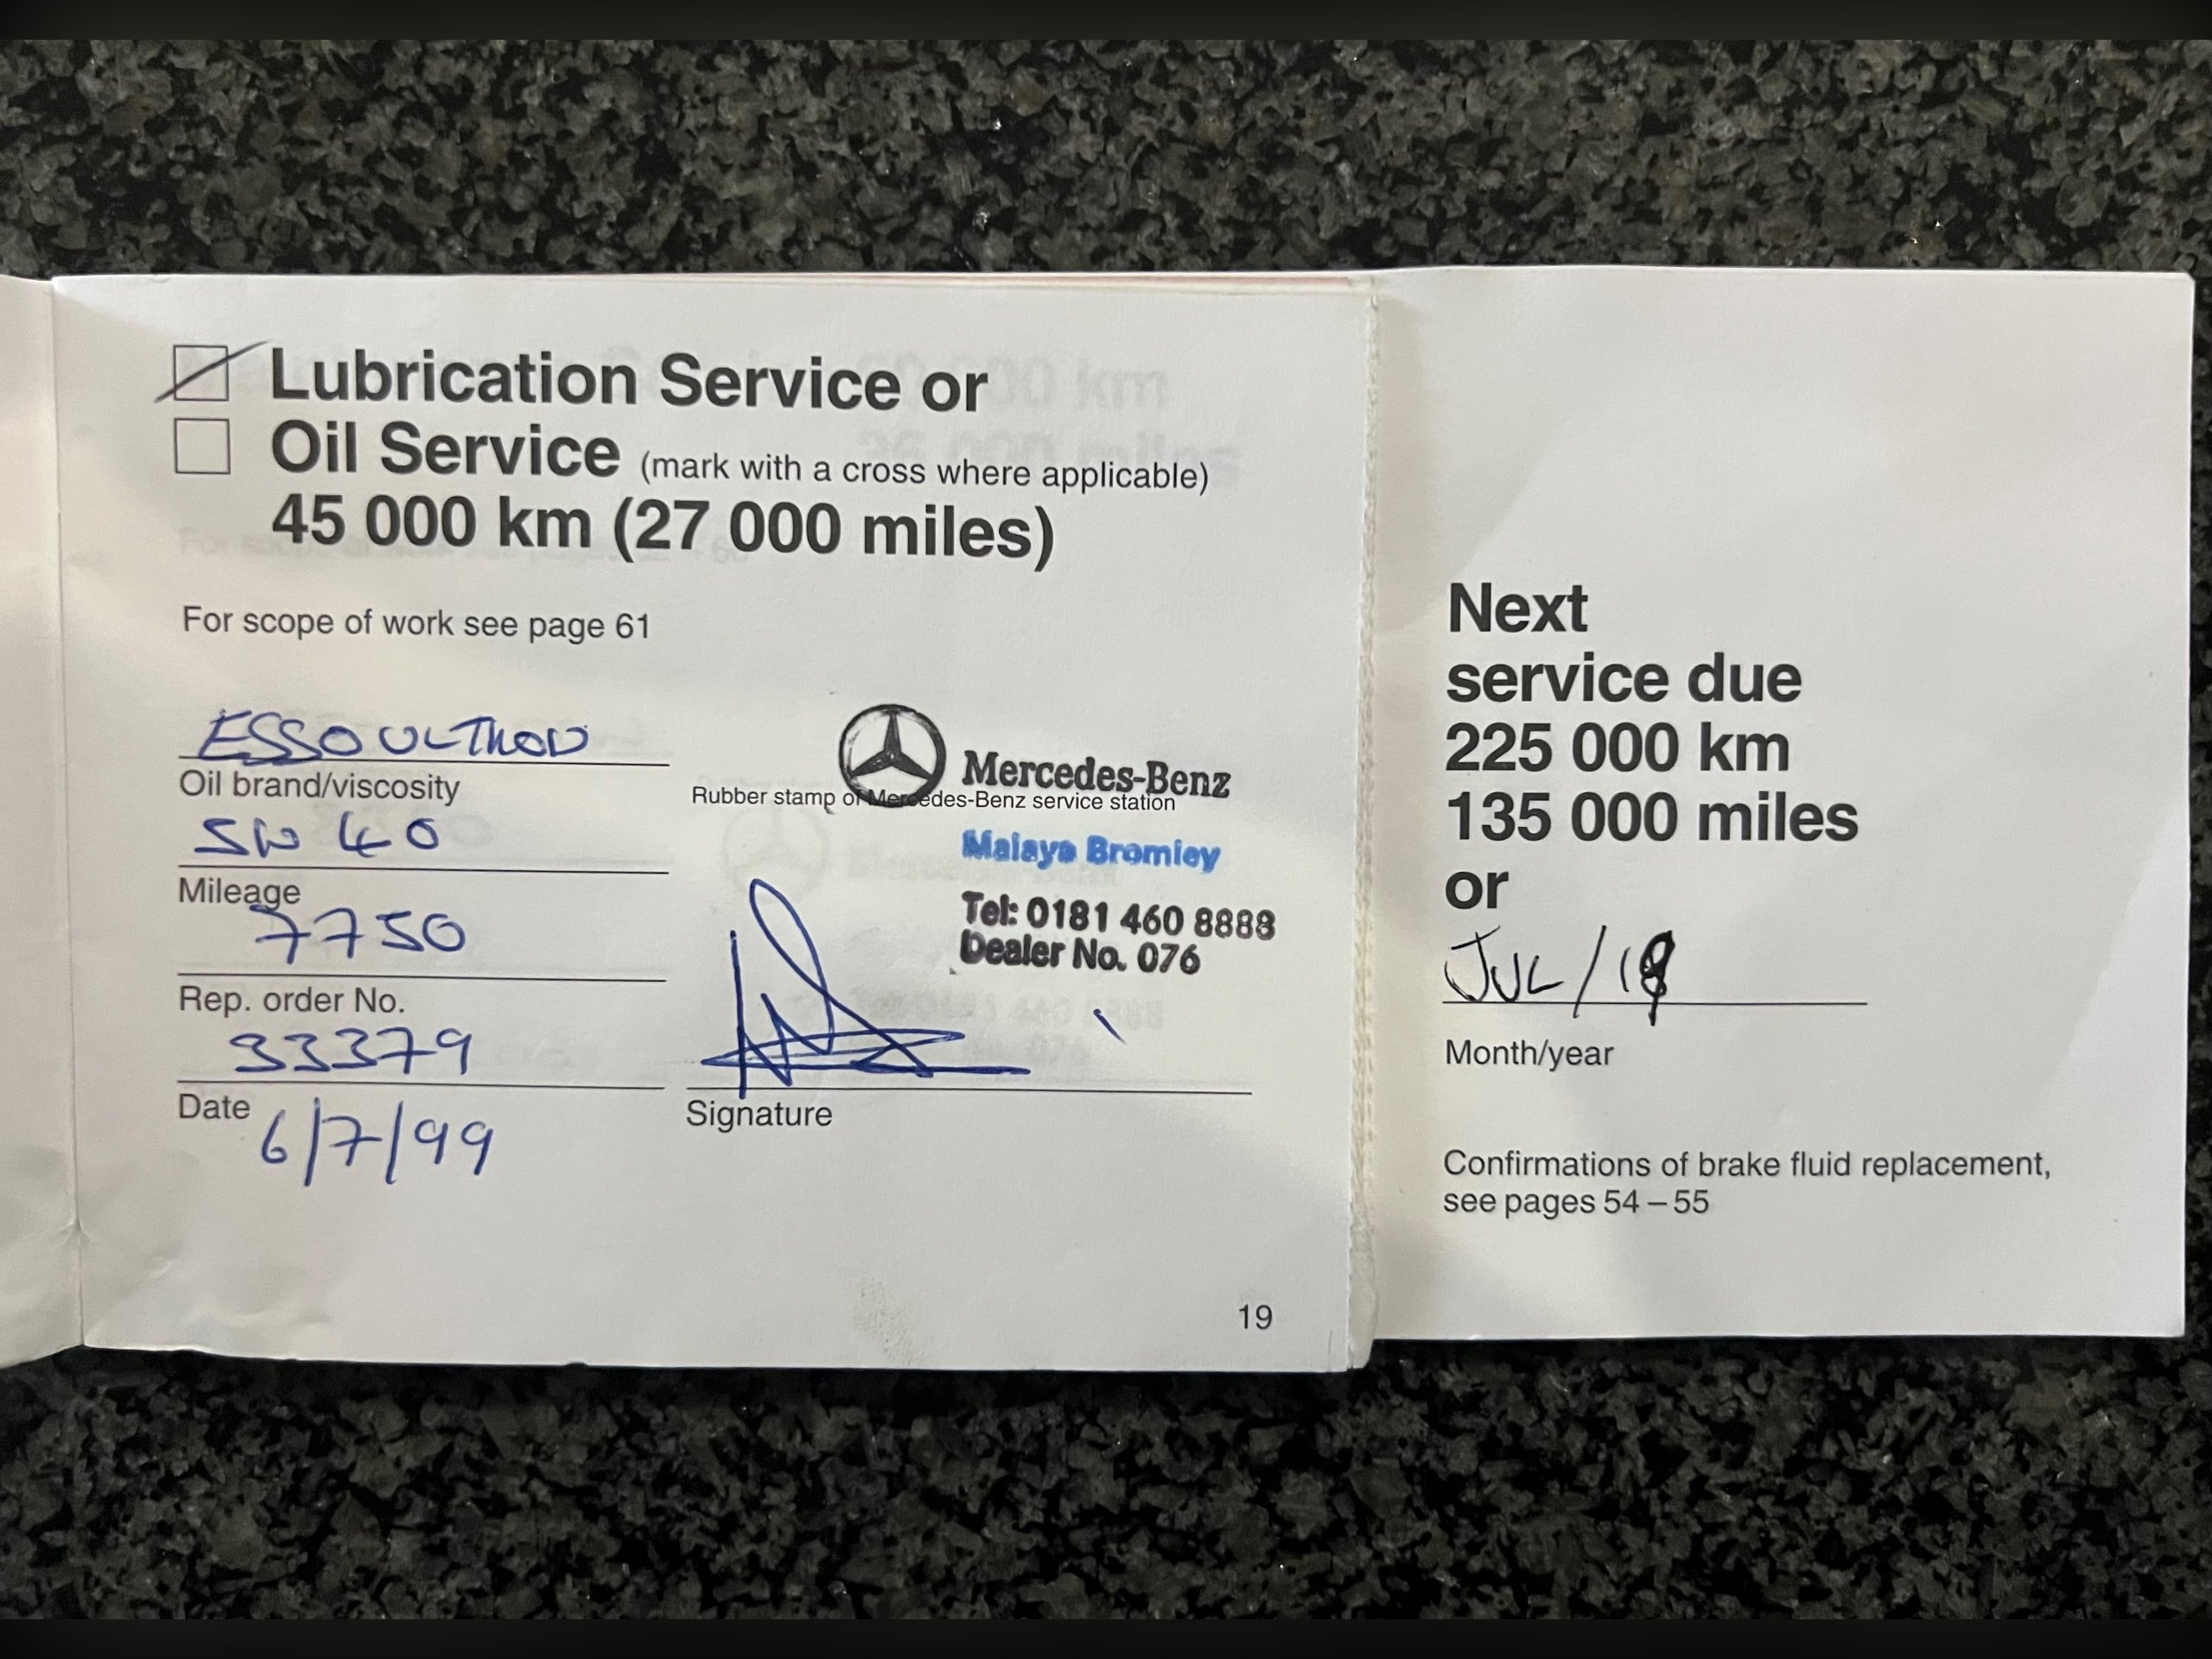 Lubrication Service or
Oil Service (mark with a cross where applicable)
45 000 km (27 000 miles)
For scope of work see page 61
ESSO ULTRON
Oil brand/viscosity
5W 40
Mileage
7750
Rep. order No.
33379
Date 6/7/99
Mercedes-Benz
Rubber stamp of Mercedes-Benz service station
Malaya Bromley
Tel: 0181 460 8888
Dealer No. 076
Signature
19
Next
service due
225 000 km
135 000 miles
or
JUL/
Month/year
Confirmations of brake fluid replacement,
see pages 54 – 55